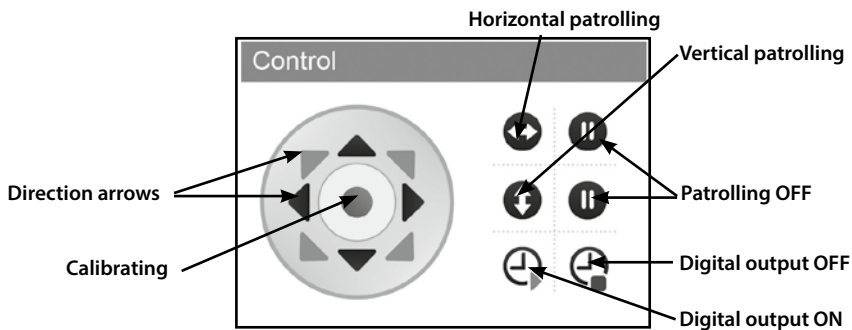 Horizontal patrolling
Control
Vertical patrolling
Direction arrows
Patrolling OFF
Calibrating
Digital output OFF
Digital output ON